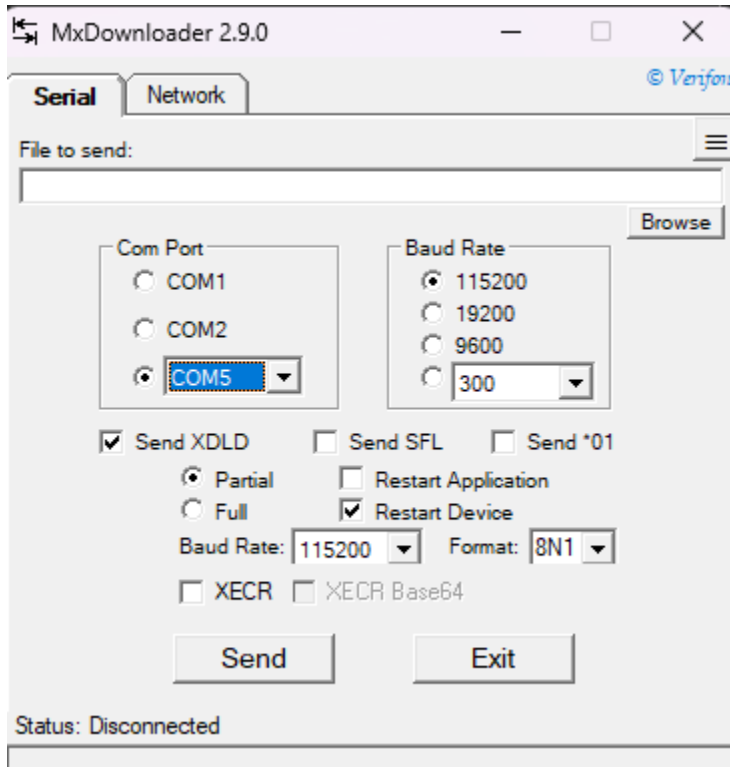 MxDownloader 2.9.0
Serial Network
File to send:
≡
Browse
Com Port
COM1
COM2
COM5
Baud Rate
115200
19200
9600
300
Send XDLD Send SFL Send *01
Partial Restart Application
Full Restart Device
Baud Rate: 115200 Format: 8N1
XECR XECR Base64
Send Exit
Status: Disconnected